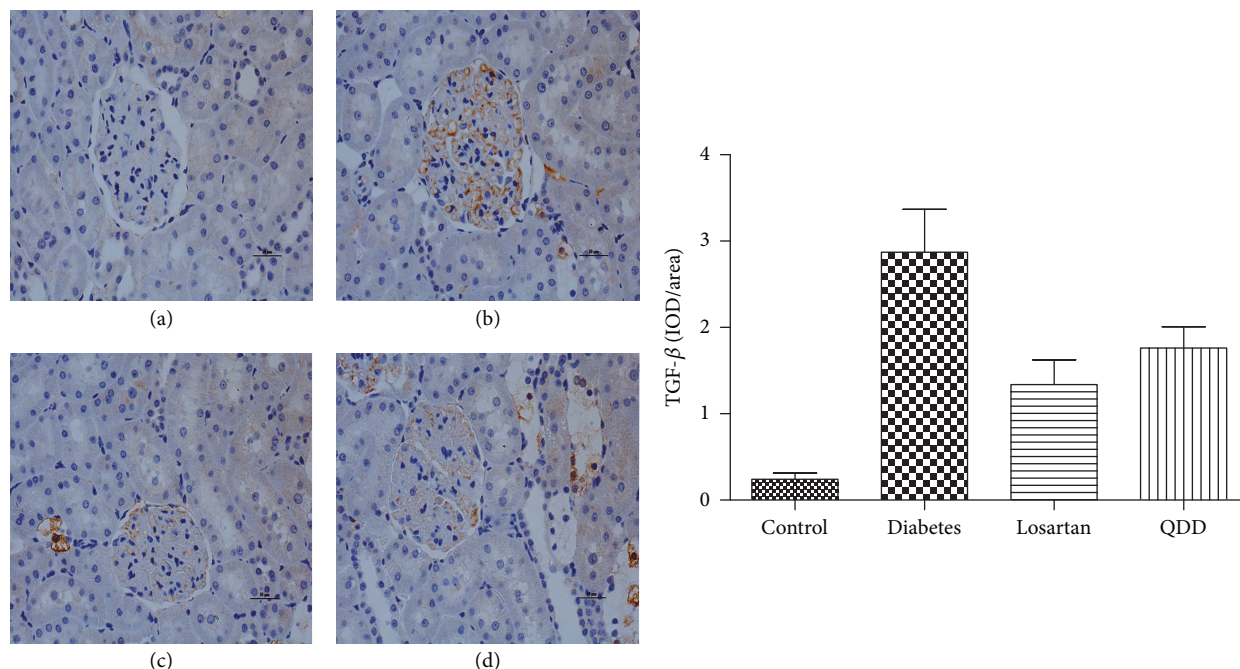 (a)
(b)
(c)
(d)
TGF-β (IOD/area)
4
3
2
1
0
Control
Diabetes
Losartan
QDD